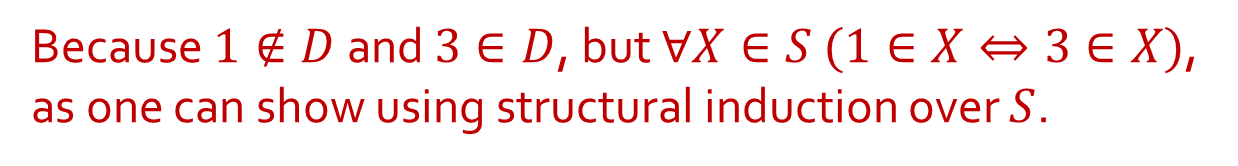 Because 1 ∉ D and 3 ∈ D, but ∀X ∈ S (1 ∈ X ⇔ 3 ∈ X),
as one can show using structural induction over S.